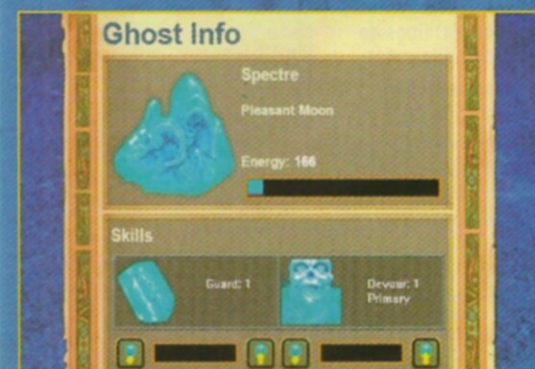 Ghost Info
Spectre
Pleasant Moon
Energy: 166
Skills
Guard: 1
Devour: 1
Primary